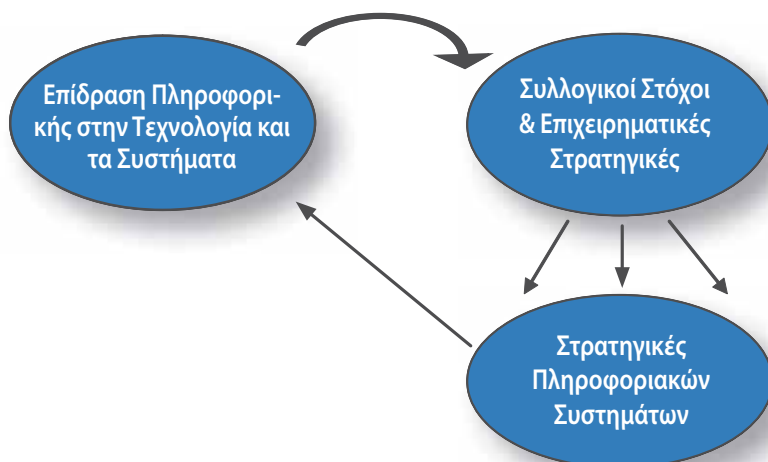 Επίδραση Πληροφορι-
κής στην Τεχνολογία και
τα Συστήματα
Συλλογικοί Στόχοι
& Επιχειρηματικές
Στρατηγικές
Στρατηγικές
Πληροφοριακών
Συστημάτων